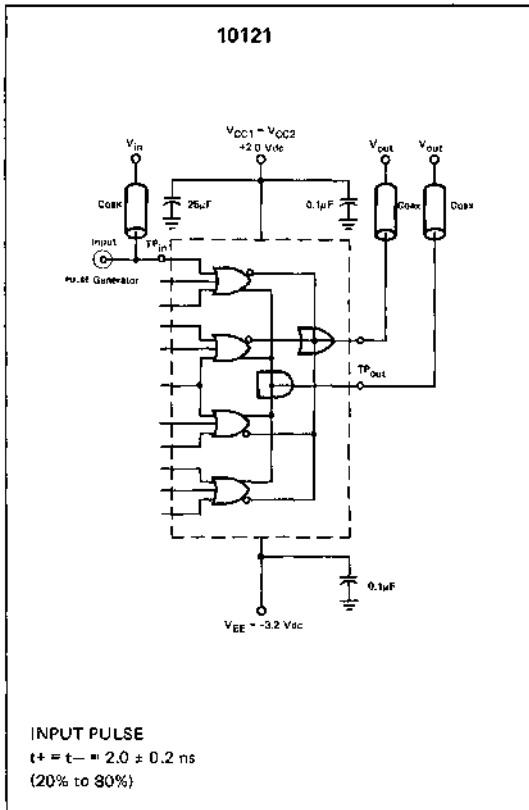 10121
VCC1 = VCC2
+2.0 Vdc
Vin
Vout
Vout
Coax
25µF
0.1µF
Coax
Coax
Input
TPin
Pulse Generator
TPout
0.1µF
VEE = -3.2 Vdc
INPUT PULSE
t+ = t− = 2.0 ± 0.2 ns
(20% to 80%)